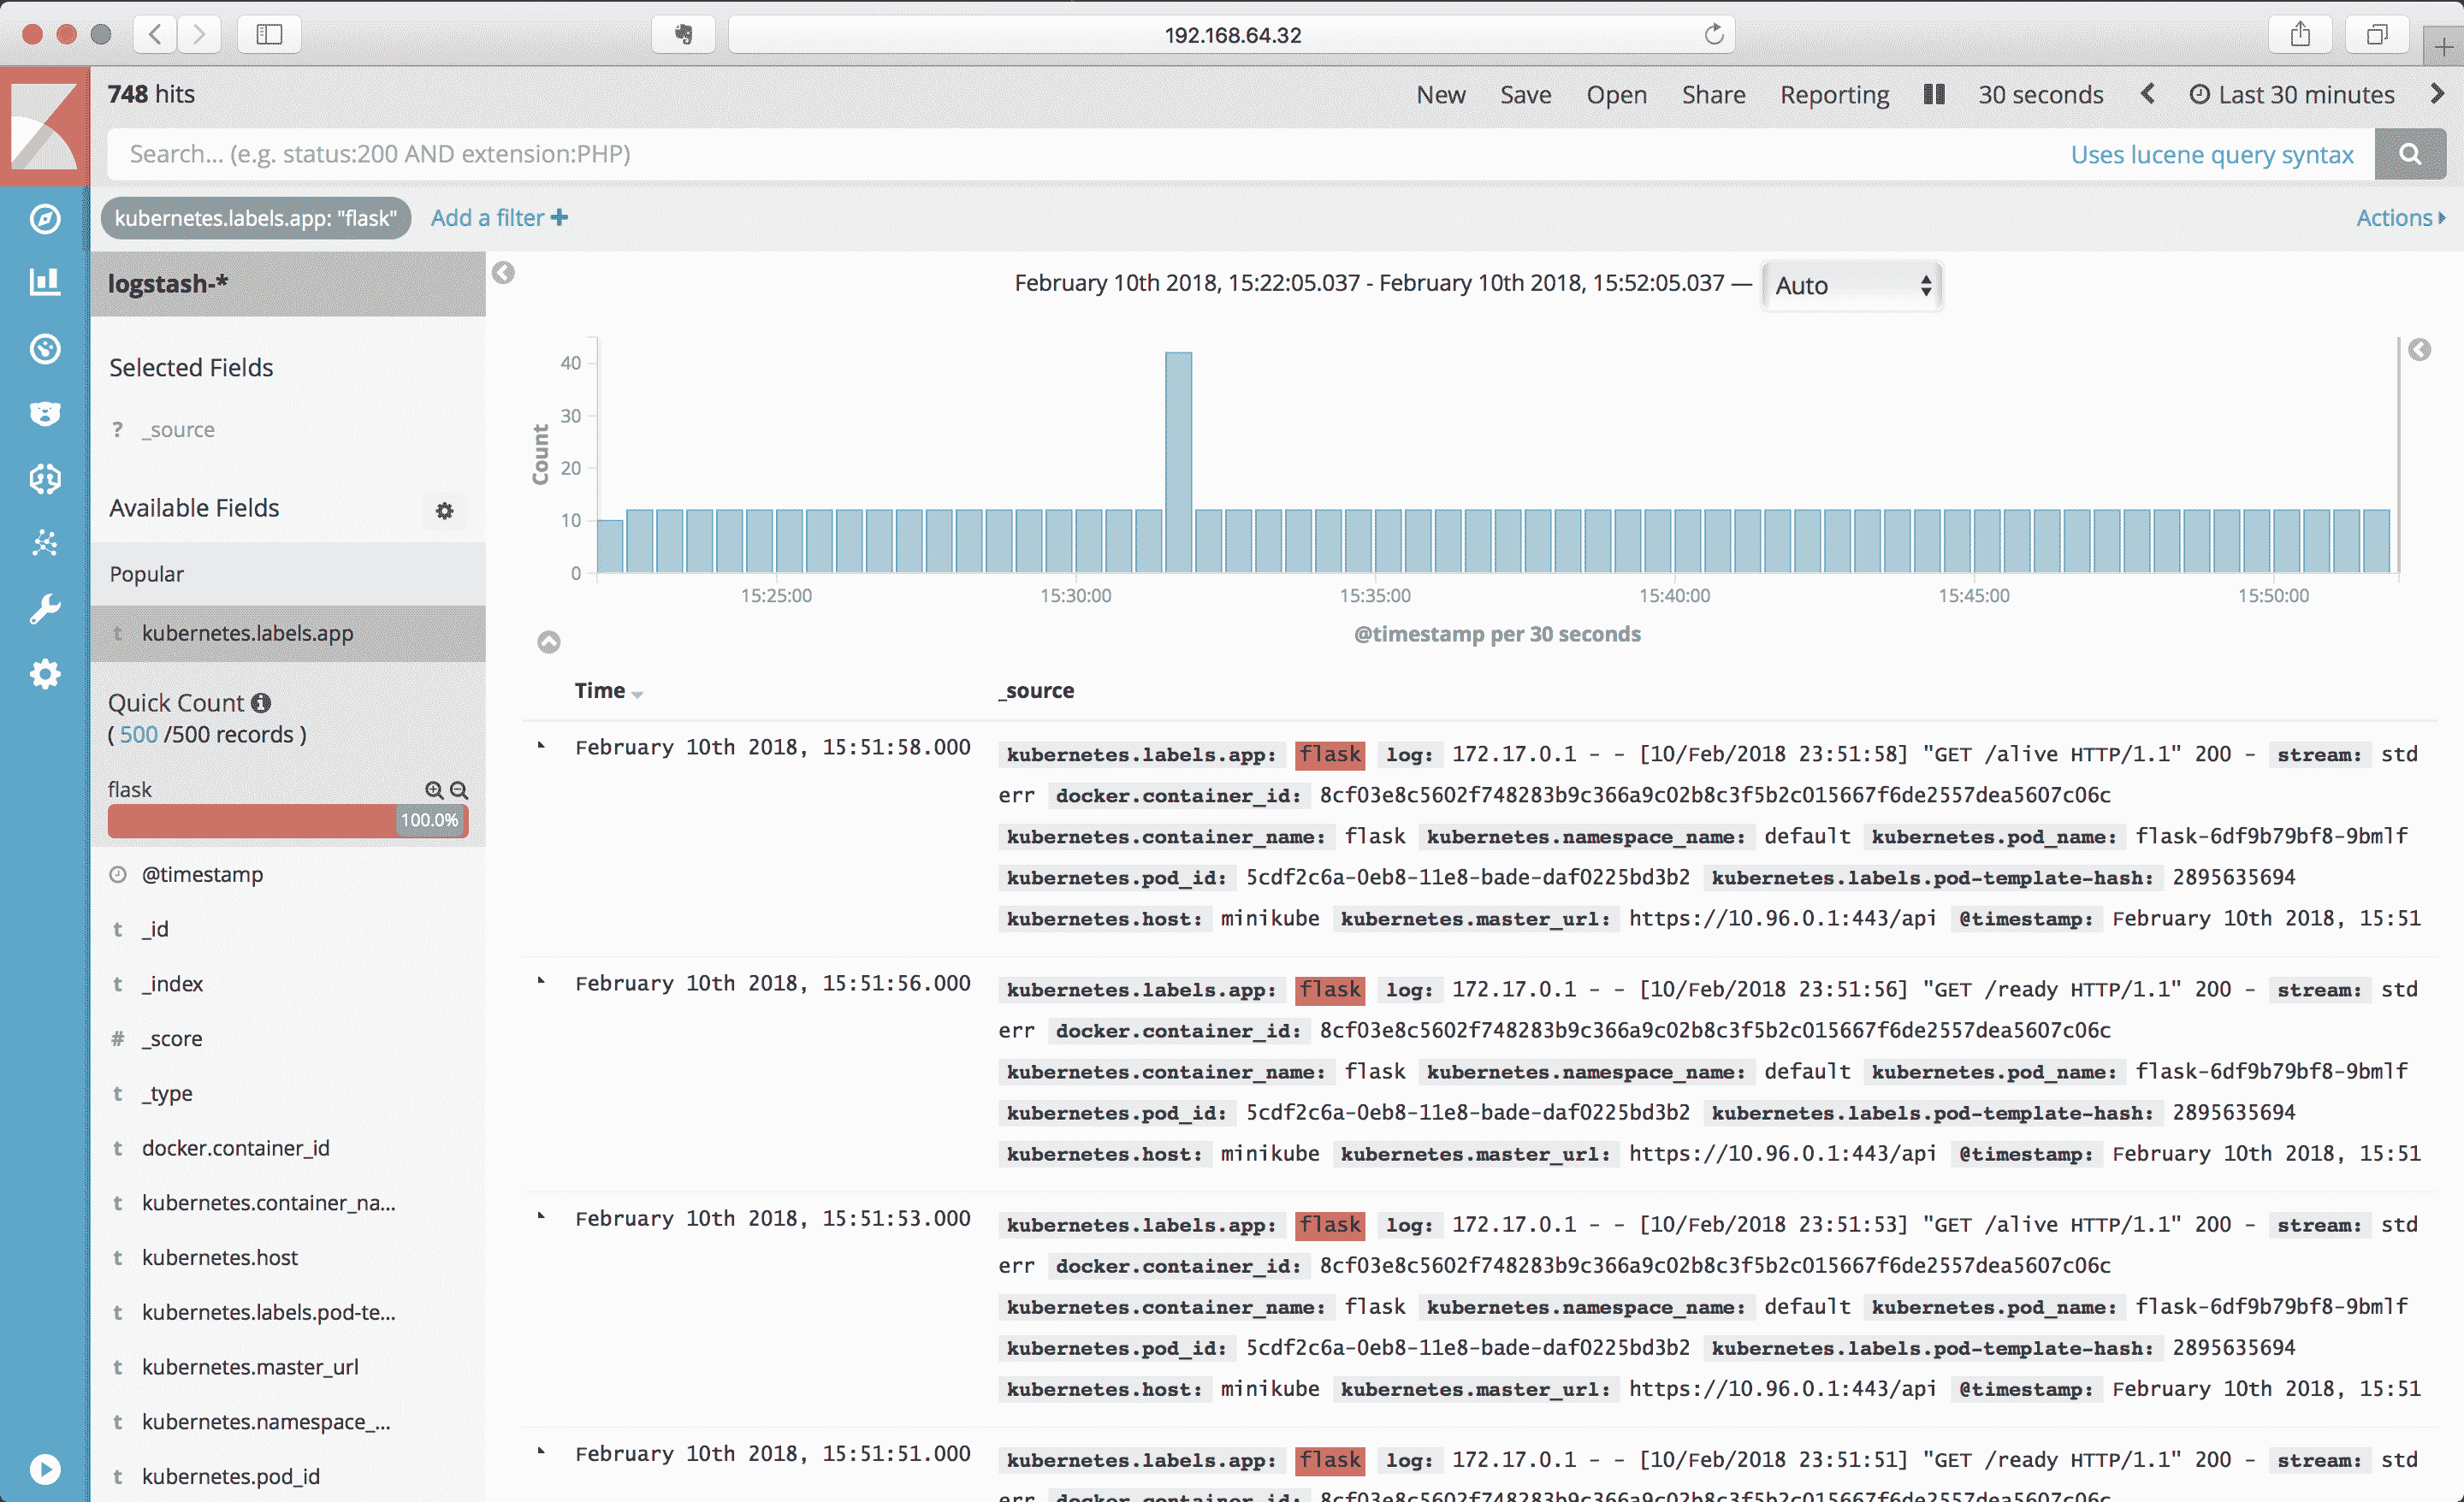 192.168.64.32
748 hits
New Save Open Share Reporting 30 seconds Last 30 minutes
Search... (e.g. status:200 AND extension:PHP) Uses lucene query syntax
kubernetes.labels.app: "flask" Add a filter Actions
logstash-*
February 10th 2018, 15:22:05.037 - February 10th 2018, 15:52:05.037 — Auto
Selected Fields
? _source
Available Fields
Popular
t kubernetes.labels.app
Quick Count
( 500 /500 records )
flask
100.0%
@timestamp
t _id
t _index
# _score
t _type
t docker.container_id
t kubernetes.container_na...
t kubernetes.host
t kubernetes.labels.pod-te...
t kubernetes.master_url
t kubernetes.namespace_...
t kubernetes.pod_id
Count
40
30
20
10
0
15:25:00 15:30:00 15:35:00 15:40:00 15:45:00 15:50:00
@timestamp per 30 seconds
Time _source
February 10th 2018, 15:51:58.000 kubernetes.labels.app: flask log: 172.17.0.1 - - [10/Feb/2018 23:51:58] "GET /alive HTTP/1.1" 200 - stream: std
err docker.container_id: 8cf03e8c5602f748283b9c366a9c02b8c3f5b2c015667f6de2557dea5607c06c
kubernetes.container_name: flask kubernetes.namespace_name: default kubernetes.pod_name: flask-6df9b79bf8-9bmlf
kubernetes.pod_id: 5cdf2c6a-0eb8-11e8-bade-daf0225bd3b2 kubernetes.labels.pod-template-hash: 2895635694
kubernetes.host: minikube kubernetes.master_url: https://10.96.0.1:443/api @timestamp: February 10th 2018, 15:51
February 10th 2018, 15:51:56.000 kubernetes.labels.app: flask log: 172.17.0.1 - - [10/Feb/2018 23:51:56] "GET /ready HTTP/1.1" 200 - stream: std
err docker.container_id: 8cf03e8c5602f748283b9c366a9c02b8c3f5b2c015667f6de2557dea5607c06c
kubernetes.container_name: flask kubernetes.namespace_name: default kubernetes.pod_name: flask-6df9b79bf8-9bmlf
kubernetes.pod_id: 5cdf2c6a-0eb8-11e8-bade-daf0225bd3b2 kubernetes.labels.pod-template-hash: 2895635694
kubernetes.host: minikube kubernetes.master_url: https://10.96.0.1:443/api @timestamp: February 10th 2018, 15:51
February 10th 2018, 15:51:53.000 kubernetes.labels.app: flask log: 172.17.0.1 - - [10/Feb/2018 23:51:53] "GET /alive HTTP/1.1" 200 - stream: std
err docker.container_id: 8cf03e8c5602f748283b9c366a9c02b8c3f5b2c015667f6de2557dea5607c06c
kubernetes.container_name: flask kubernetes.namespace_name: default kubernetes.pod_name: flask-6df9b79bf8-9bmlf
kubernetes.pod_id: 5cdf2c6a-0eb8-11e8-bade-daf0225bd3b2 kubernetes.labels.pod-template-hash: 2895635694
kubernetes.host: minikube kubernetes.master_url: https://10.96.0.1:443/api @timestamp: February 10th 2018, 15:51
February 10th 2018, 15:51:51.000 kubernetes.labels.app: flask log: 172.17.0.1 - - [10/Feb/2018 23:51:51] "GET /ready HTTP/1.1" 200 - stream: std
err docker.container_id: 8cf03e8c5602f748283b9c366a9c02b8c3f5b2c015667f6de2557dea5607c06c